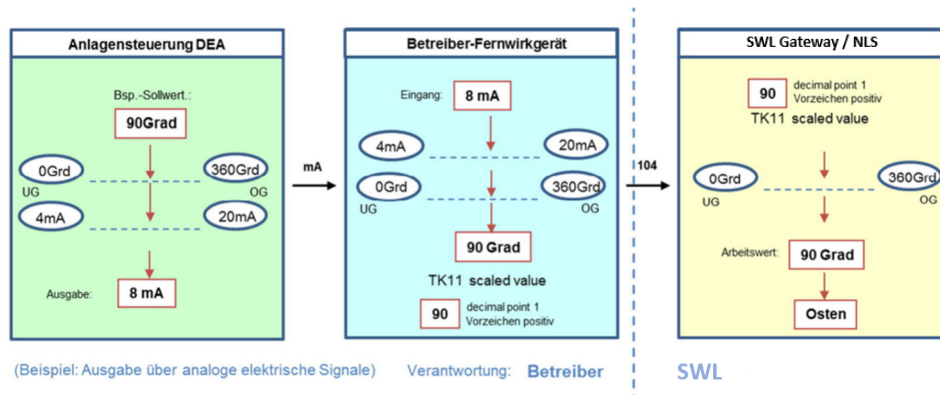 Anlagensteuerung DEA
Bsp.-Sollwert.:
90Grad
0Grd
360Grd
UG
OG
4mA
20mA
Ausgabe:
8 mA
mA
Betreiber-Fernwirkgerät
Eingang:
8 mA
4mA
20mA
0Grd
360Grd
UG
OG
90 Grad
TK11 scaled value
90
decimal point 1
Vorzeichen positiv
104
SWL Gateway / NLS
90
decimal point 1
Vorzeichen positiv
TK11 scaled value
0Grd
360Grd
UG
OG
Arbeitswert:
90 Grad
Osten
(Beispiel: Ausgabe über analoge elektrische Signale)
Verantwortung: Betreiber
SWL